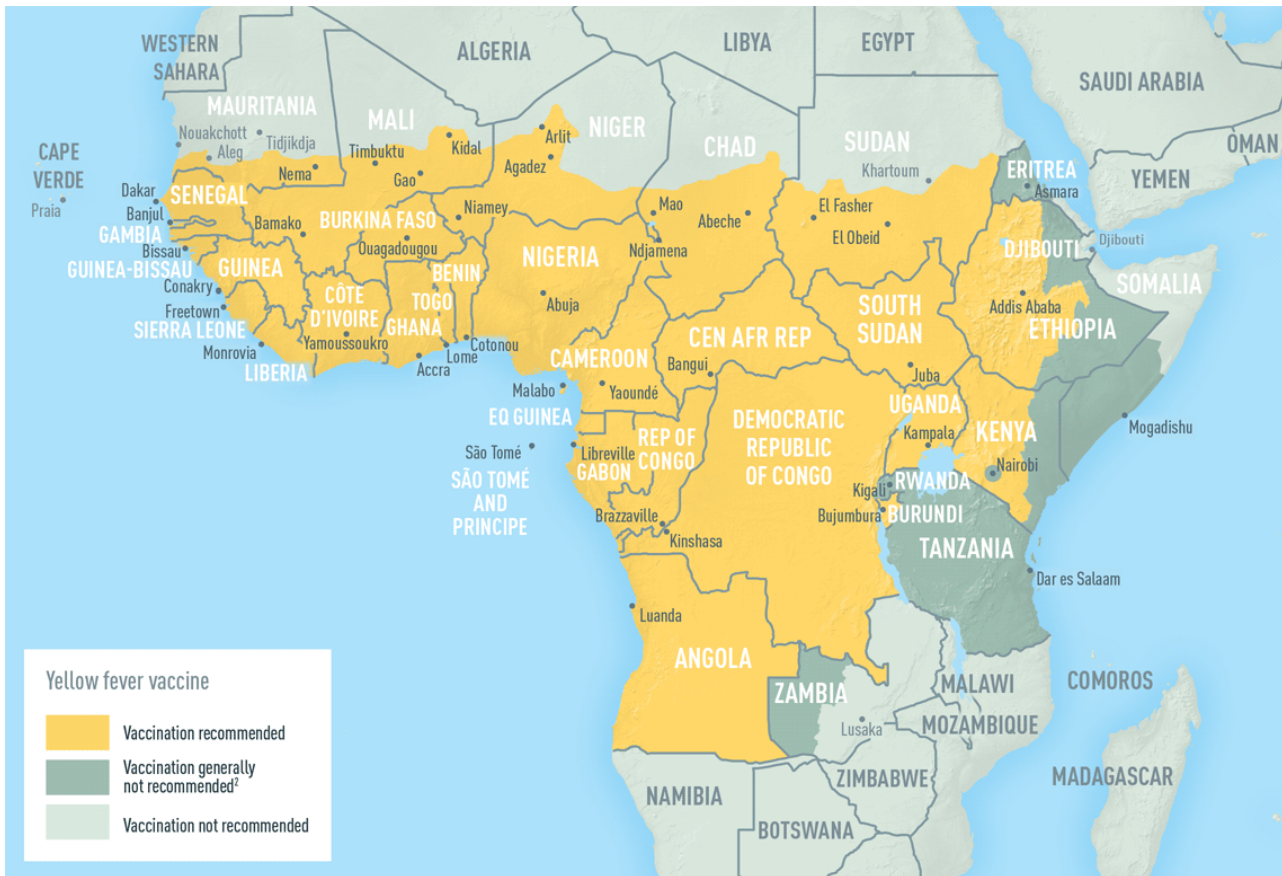 WESTERN
SAHARA
ALGERIA
LIBYA
EGYPT
SAUDI ARABIA
MAURITANIA
MALI
NIGER
CHAD
SUDAN
OMAN
Nouakchott
Tidjikdja
Aleg
CAPE
VERDE
Praia
Nema
Timbuktu
Kidal
Gao
Arlit
Agadez
Khartoum
ERITREA
Asmara
YEMEN
Dakar
SENEGAL
Banjul
GAMBIA
Bissau
GUINEA-BISSAU
Bamako
BURKINA FASO
Ouagadougou
Niamey
Mao
Abeche
Ndjamena
El Fasher
El Obeid
DJIBOUTI
Djibouti
SOMALIA
GUINEA
Conakry
Freetown
SIERRA LEONE
Monrovia
LIBERIA
CÔTE
D'IVOIRE
Yamoussoukro
BENIN
TOGO
GHANA
Accra
Lome
Cotonou
NIGERIA
Abuja
CAMEROON
Yaoundé
CEN AFR REP
Bangui
SOUTH
SUDAN
Juba
Addis Ababa
ETHIOPIA
Malabo
EQ GUINEA
São Tomé
SÃO TOMÉ
AND
PRINCIPE
Libreville
GABON
REP OF
CONGO
Brazzaville
Kinshasa
DEMOCRATIC
REPUBLIC
OF CONGO
UGANDA
Kampala
KENYA
Nairobi
Mogadishu
RWANDA
Kigali
Bujumbura
BURUNDI
TANZANIA
Dar es Salaam
Luanda
ANGOLA
ZAMBIA
Lusaka
MALAWI
MOZAMBIQUE
COMOROS
ZIMBABWE
MADAGASCAR
NAMIBIA
BOTSWANA
Yellow fever vaccine
Vaccination recommended
Vaccination generally
not recommended²
Vaccination not recommended